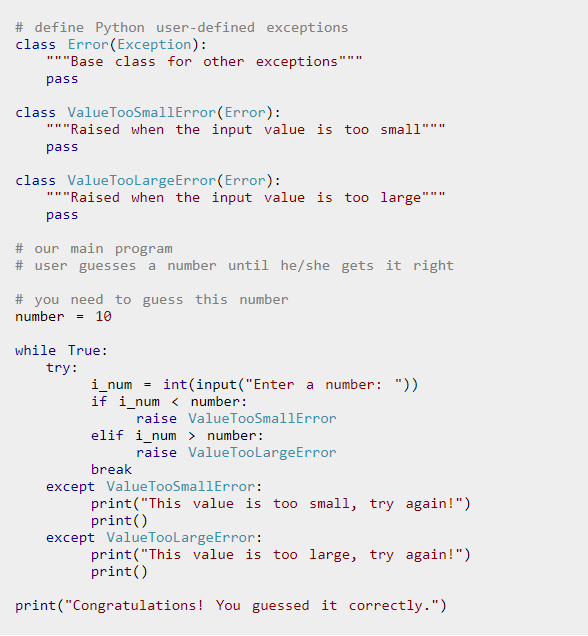 # define Python user-defined exceptions
class Error(Exception):
    """Base class for other exceptions"""
    pass

class ValueTooSmallError(Error):
    """Raised when the input value is too small"""
    pass

class ValueTooLargeError(Error):
    """Raised when the input value is too large"""
    pass

# our main program
# user guesses a number until he/she gets it right

# you need to guess this number
number = 10

while True:
    try:
        i_num = int(input("Enter a number: "))
        if i_num < number:
            raise ValueTooSmallError
        elif i_num > number:
            raise ValueTooLargeError
        break
    except ValueTooSmallError:
        print("This value is too small, try again!")
        print()
    except ValueTooLargeError:
        print("This value is too large, try again!")
        print()

print("Congratulations! You guessed it correctly.")